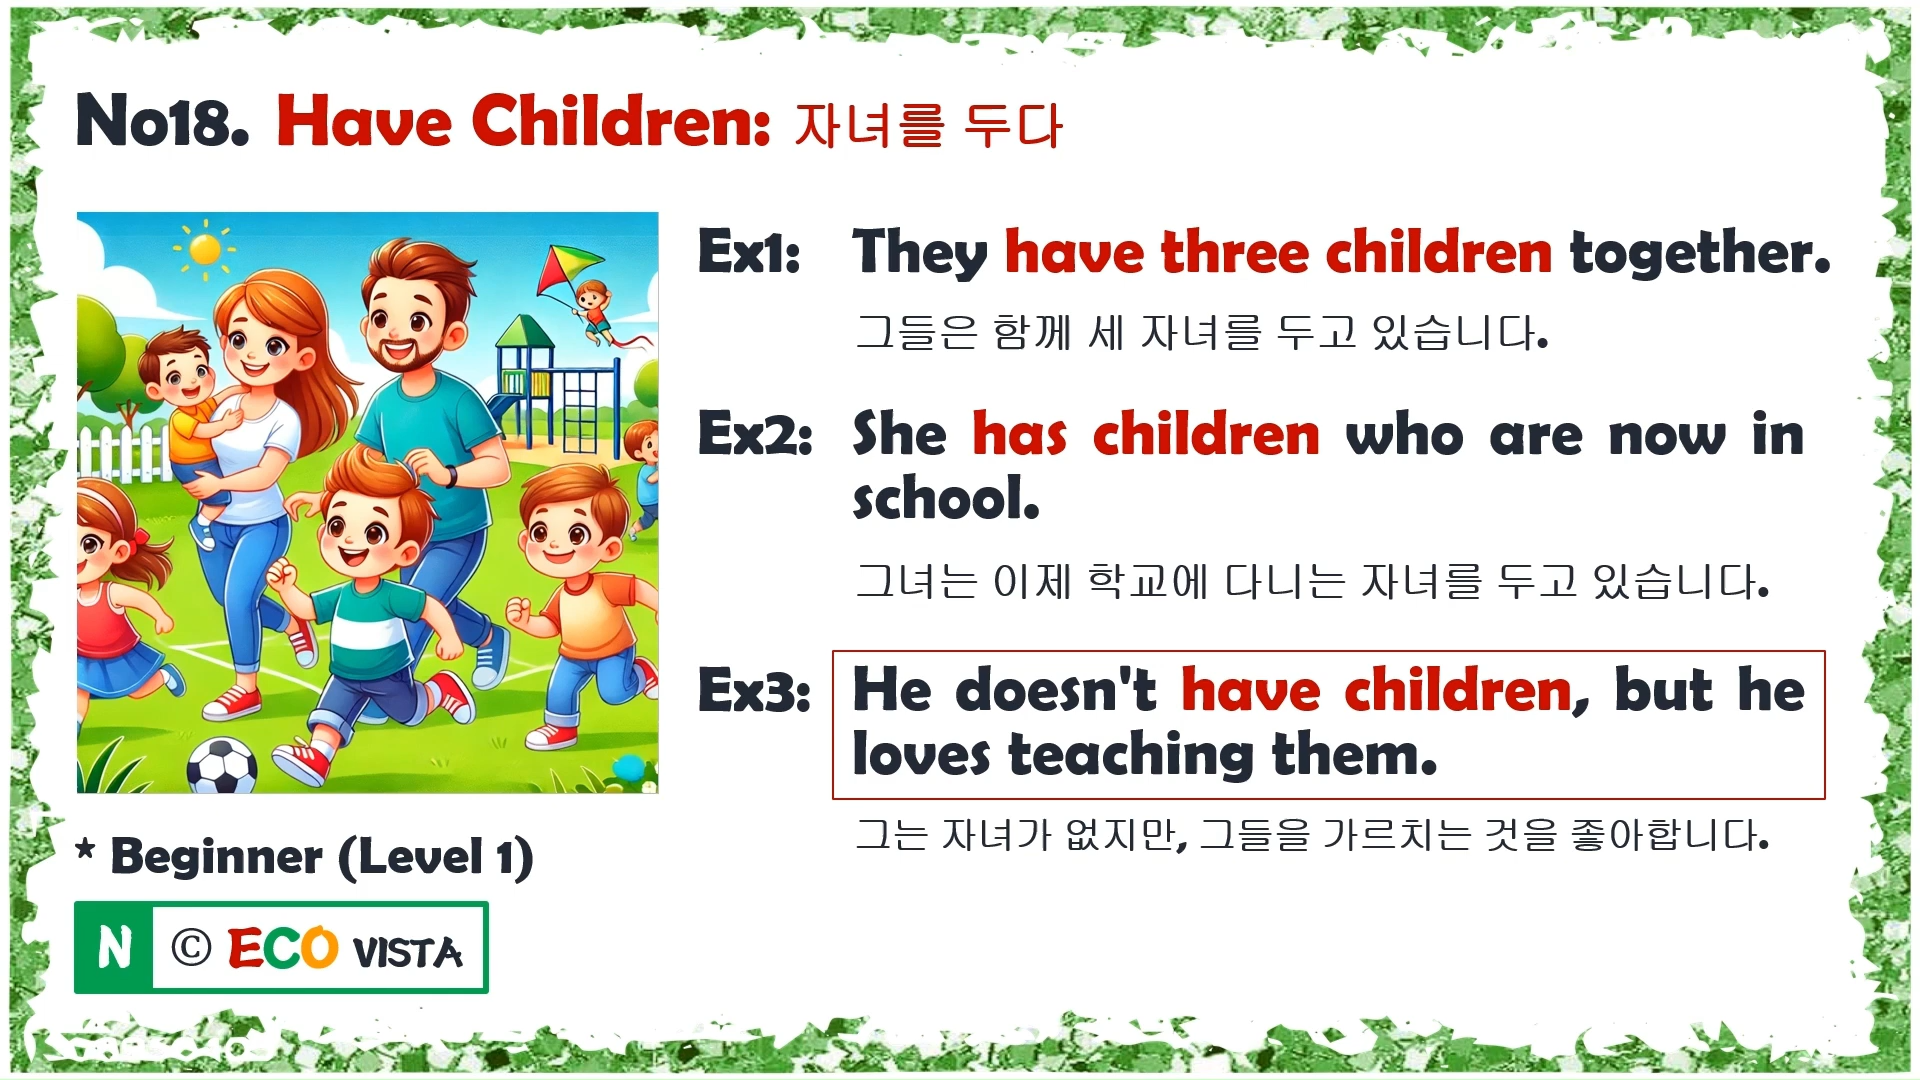 No18. Have Children: 자녀를 두다
Ex1: They have three children together.
그들은 함께 세 자녀를 두고 있습니다.
Ex2: She has children who are now in
school.
그녀는 이제 학교에 다니는 자녀를 두고 있습니다.
Ex3: He doesn't have children, but he
loves teaching them.
그는 자녀가 없지만, 그들을 가르치는 것을 좋아합니다.
* Beginner (Level 1)
N © ECO VISTA